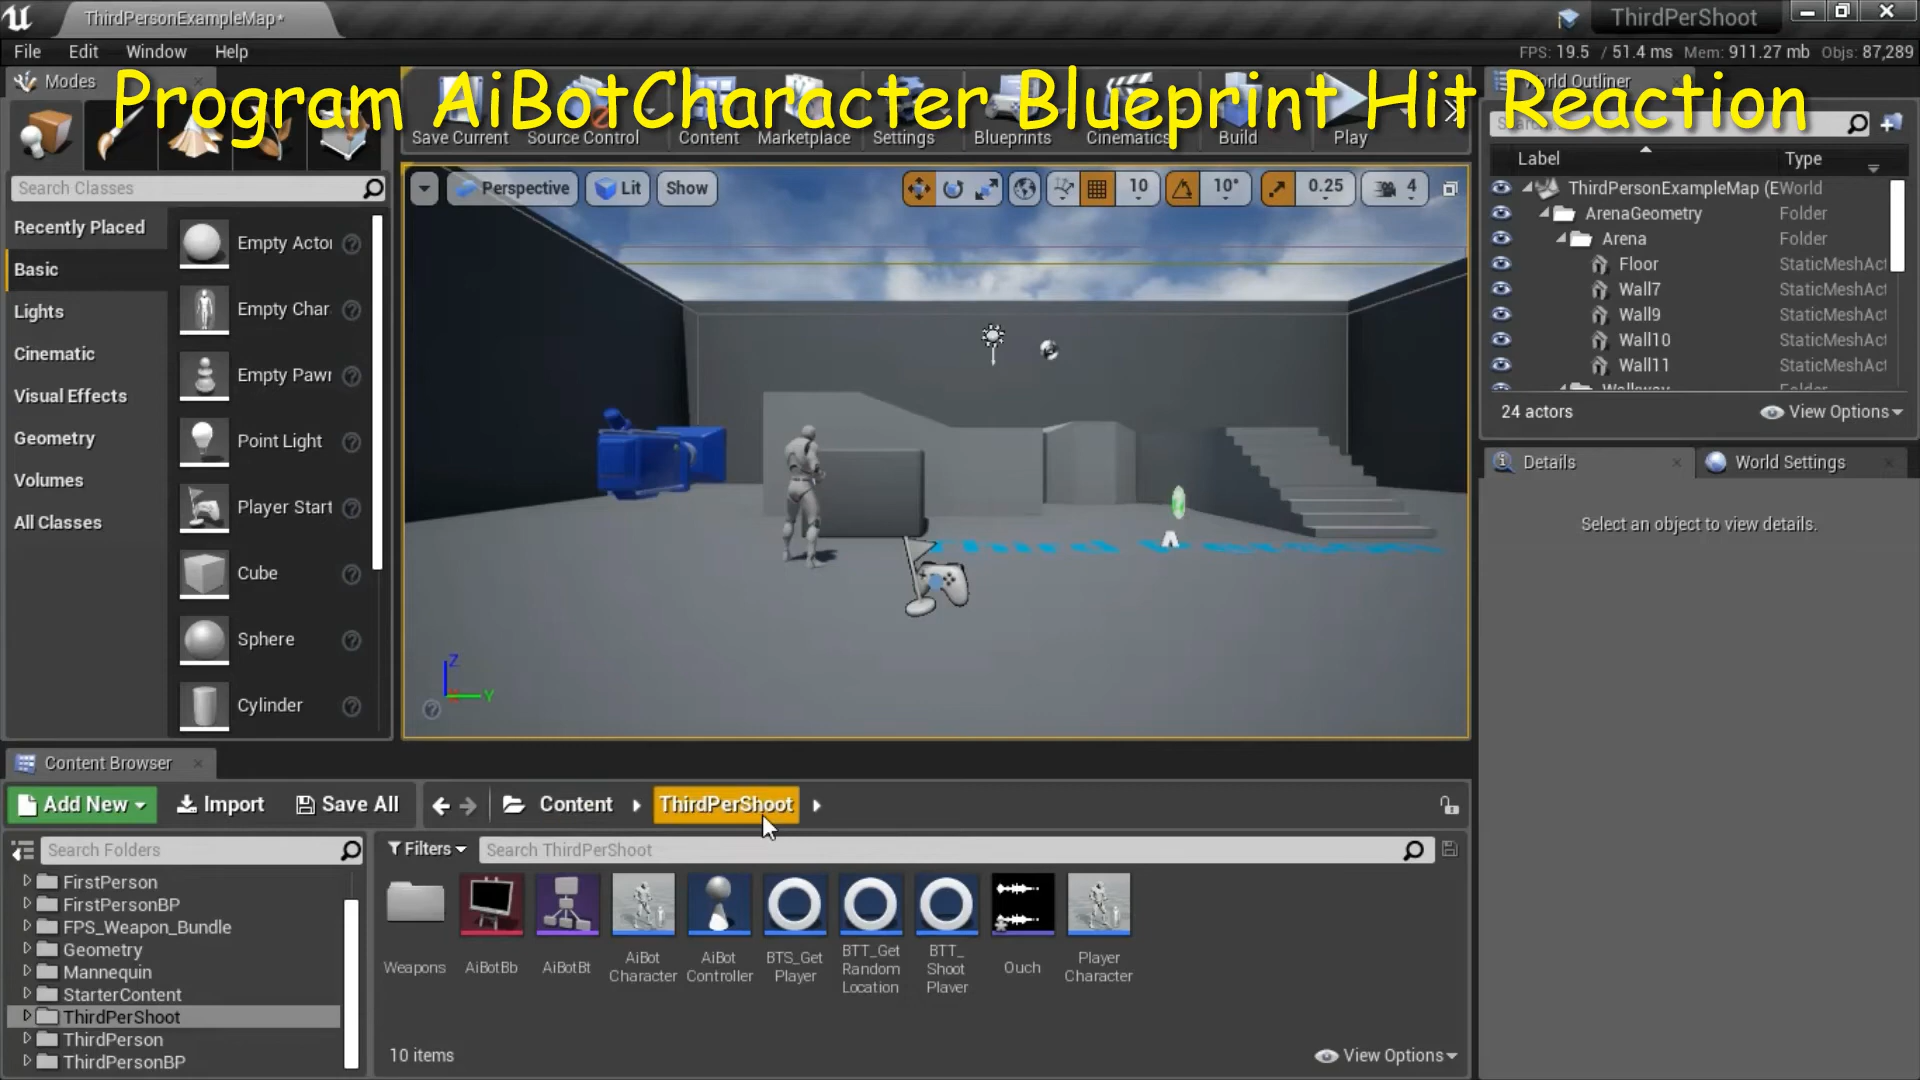 ThirdPersonExampleMap*
ThirdPerShoot
File Edit Window Help
FPS: 19.5 / 51.4 ms Mem: 911.27 mb Objs: 87,289
Modes
World Outliner
Program AiBotCharacter Blueprint Hit Reaction
Save Current Source Control Content Marketplace Settings Blueprints Cinematics Build Play
Search Classes
Recently Placed
Basic
Lights
Cinematic
Visual Effects
Geometry
Volumes
All Classes
Empty Actor
Empty Char
Empty Pawn
Point Light
Player Start
Cube
Sphere
Cylinder
Perspective Lit Show 10 10° 0.25 4
Z
Y
Label Type
ThirdPersonExampleMap (E World
ArenaGeometry Folder
Arena Folder
Floor StaticMeshAct
Wall7 StaticMeshAct
Wall9 StaticMeshAct
Wall10 StaticMeshAct
Wall11 StaticMeshAct
Walkway Folder
24 actors View Options
Details World Settings
Select an object to view details.
Content Browser
Add New Import Save All Content ThirdPerShoot
Search Folders
Filters Search ThirdPerShoot
FirstPerson
FirstPersonBP
FPS_Weapon_Bundle
Geometry
Mannequin
StarterContent
ThirdPerShoot
ThirdPerson
ThirdPersonBP
Weapons
AiBotBb
AiBotBt
AiBot
Character
AiBot
Controller
BTS_Get
Player
BTT_Get
Random
Location
BTT_
Shoot
Player
Ouch
Player
Character
10 items View Options